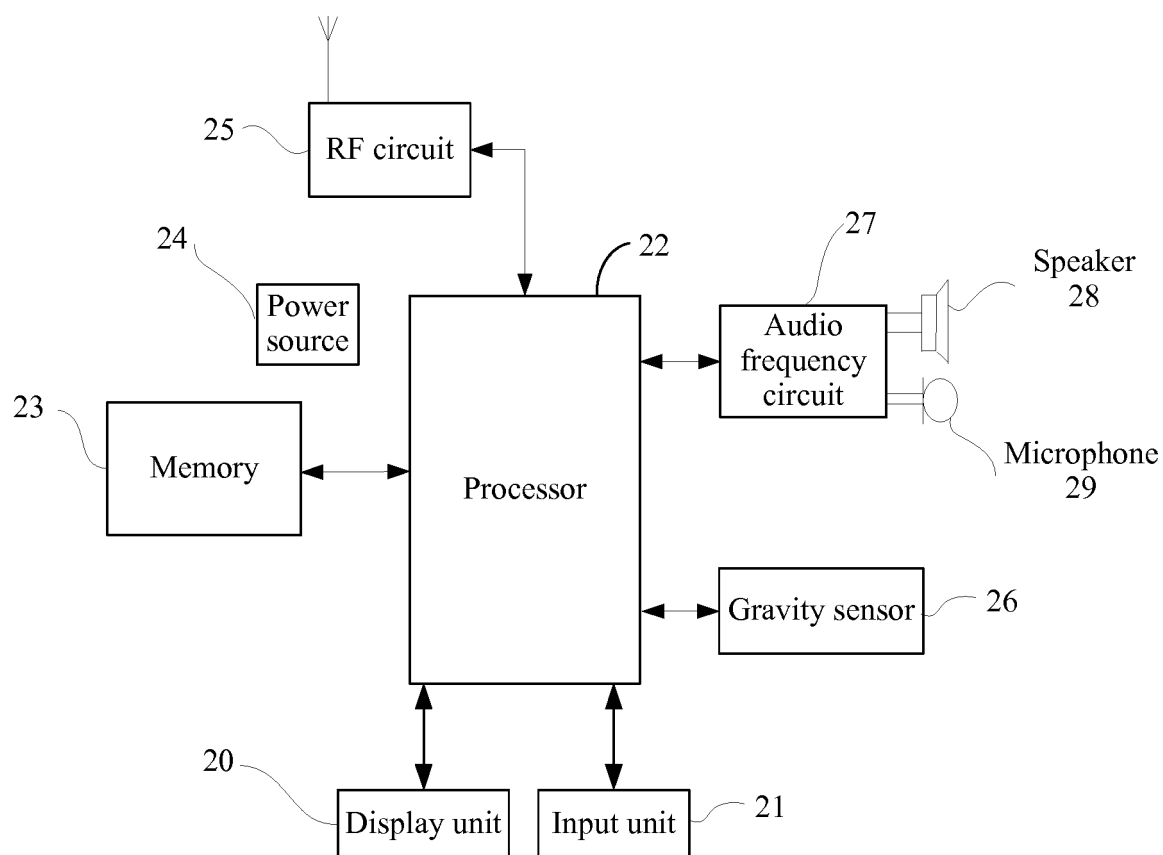 25
RF circuit
24
Power
source
22
27
Audio
frequency
circuit
Speaker
28
Microphone
29
23
Memory
Processor
Gravity sensor
26
20
Display unit
Input unit
21